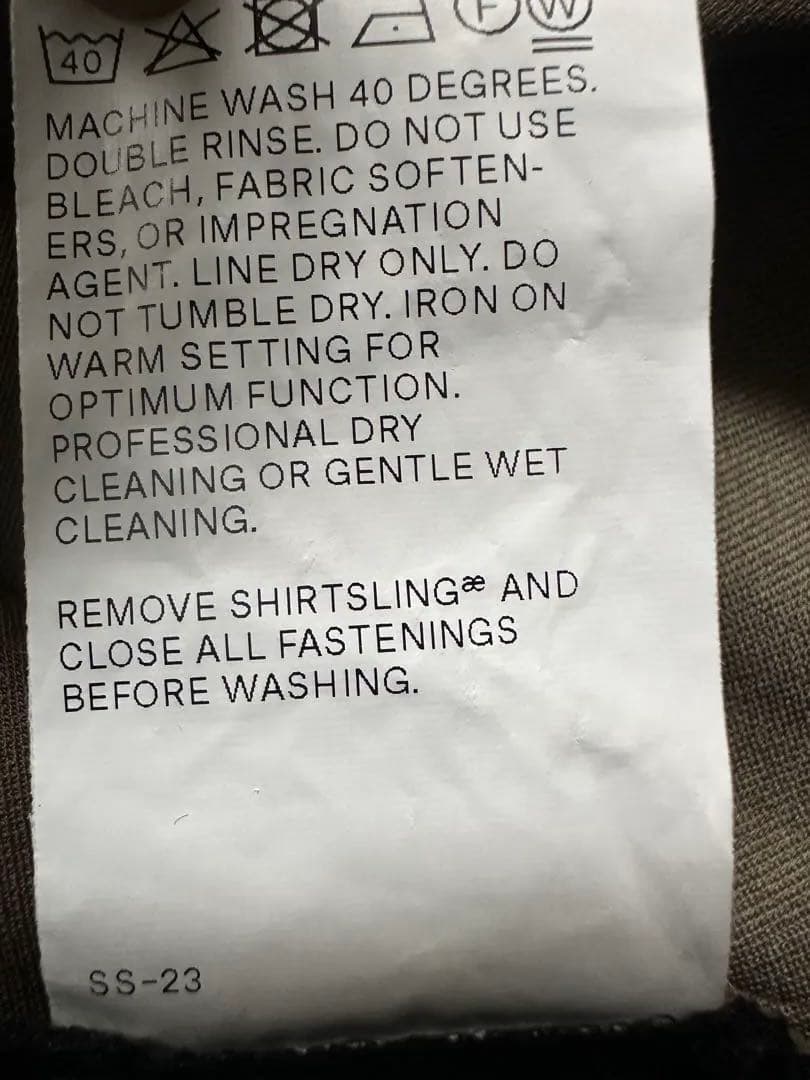 40
F W
MACHINE WASH 40 DEGREES.
DOUBLE RINSE. DO NOT USE
BLEACH, FABRIC SOFTEN-
ERS, OR IMPREGNATION
AGENT. LINE DRY ONLY. DO
NOT TUMBLE DRY. IRON ON
WARM SETTING FOR
OPTIMUM FUNCTION.
PROFESSIONAL DRY
CLEANING OR GENTLE WET
CLEANING.
REMOVE SHIRTSLINGæ AND
CLOSE ALL FASTENINGS
BEFORE WASHING.
SS-23